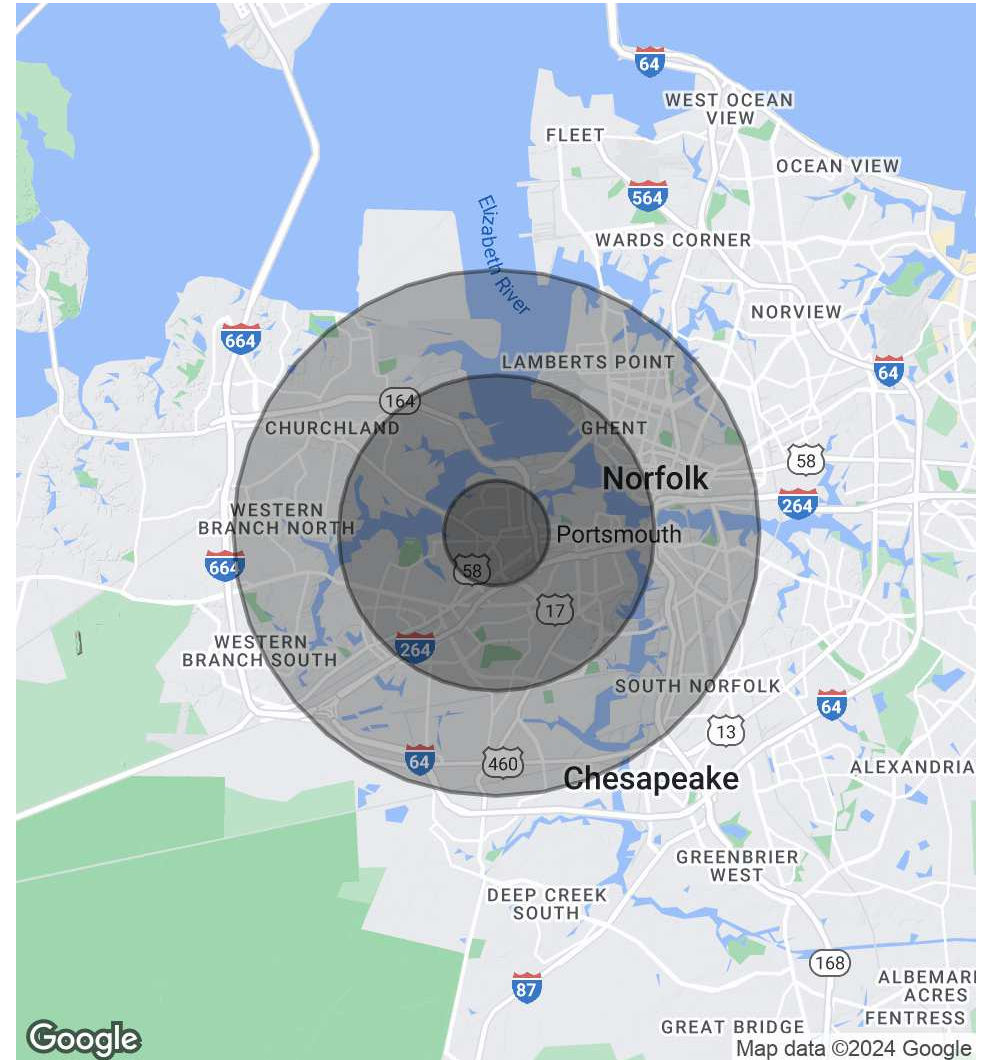 64
WEST OCEAN
VIEW
FLEET
OCEAN VIEW
564
Elizabeth River
WARDS CORNER
NORVIEW
664
LAMBERTS POINT
64
164
CHURCHLAND
GHENT
58
Norfolk
264
WESTERN
BRANCH NORTH
Portsmouth
664
58
17
264
WESTERN
BRANCH SOUTH
SOUTH NORFOLK
64
13
64
460
ALEXANDRIA
Chesapeake
GREENBRIER
WEST
DEEP CREEK
SOUTH
168
87
ALBEMARL
ACRES
FENTRESS
GREAT BRIDGE
Google
Map data ©2024 Google